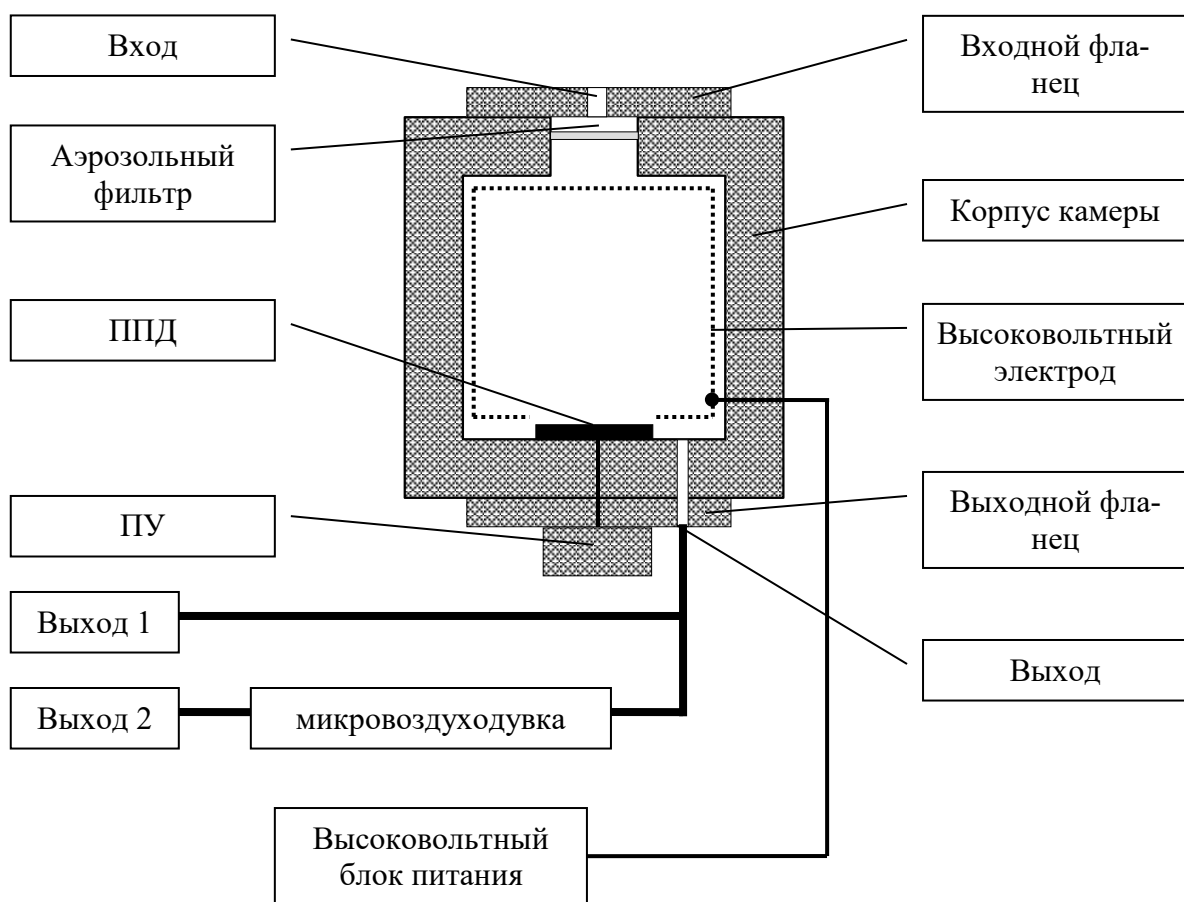 Вход
Входной фла-
нец
Аэрозольный
фильтр
Корпус камеры
ППД
Высоковольтный
электрод
ПУ
Выходной фла-
нец
Выход 1
Выход
Выход 2
микровоздуходувка
Высоковольтный
блок питания